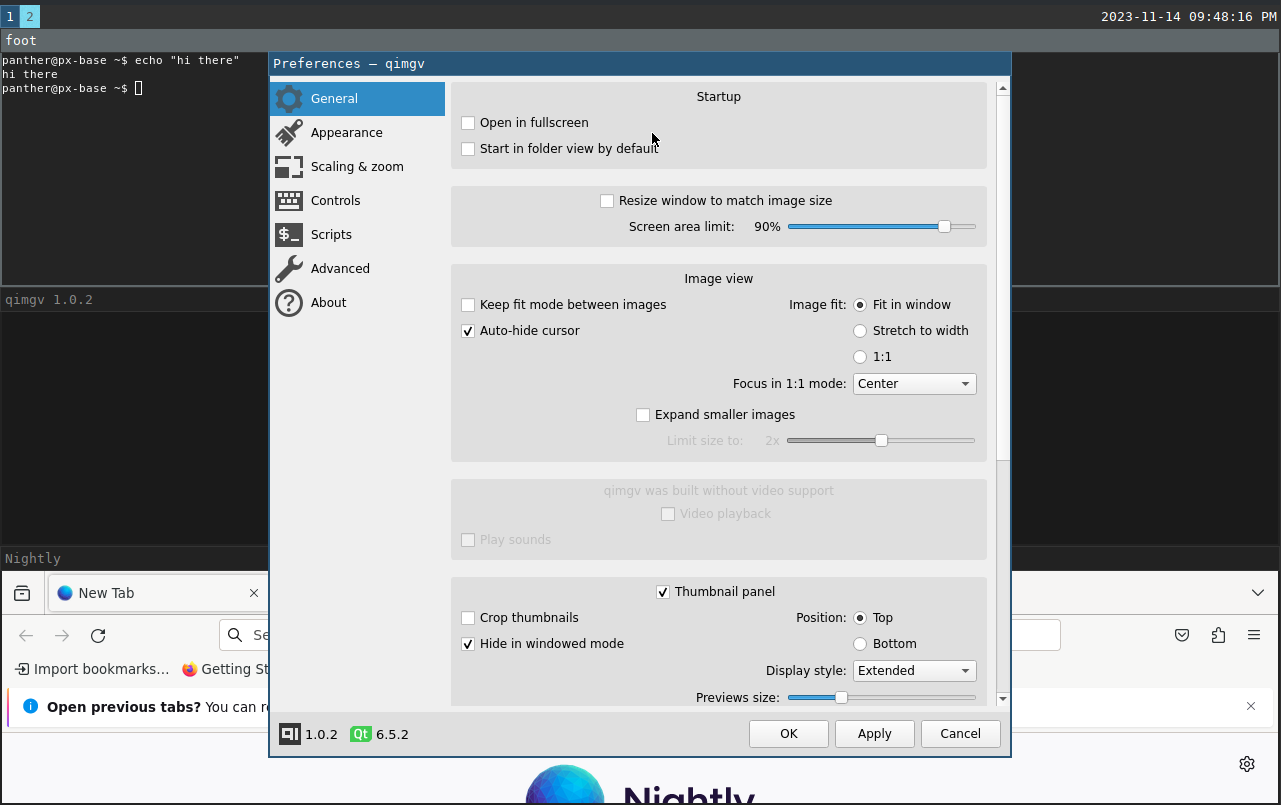 1 2 2023-11-14 09:48:16 PM
foot
panther@px-base ~$ echo "hi there"
hi there
panther@px-base ~$
Preferences — qimgv
General
Appearance
Scaling & zoom
Controls
Scripts
Advanced
About
Startup
Open in fullscreen
Start in folder view by default
Resize window to match image size
Screen area limit: 90%
Image view
Keep fit mode between images
Auto-hide cursor
Image fit: Fit in window
Stretch to width
1:1
Focus in 1:1 mode: Center
Expand smaller images
Limit size to: 2x
qimgv was built without video support
Video playback
Play sounds
Thumbnail panel
Crop thumbnails
Hide in windowed mode
Position: Top
Bottom
Display style: Extended
Previews size:
1.0.2 Qt 6.5.2
OK Apply Cancel
qimgv 1.0.2
Nightly
New Tab
Se
Import bookmarks... Getting St
Open previous tabs? You can r
Nightly